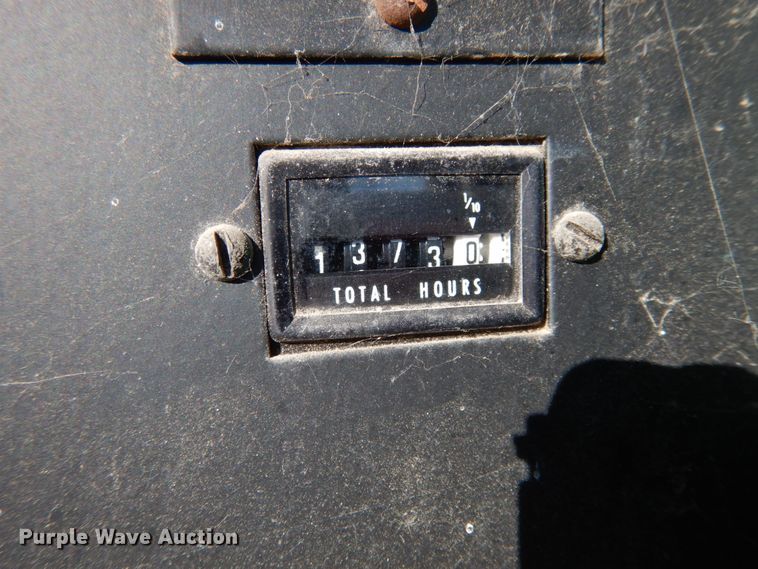 1/10
1 3 7 3 0
TOTAL HOURS
Purple Wave Auction